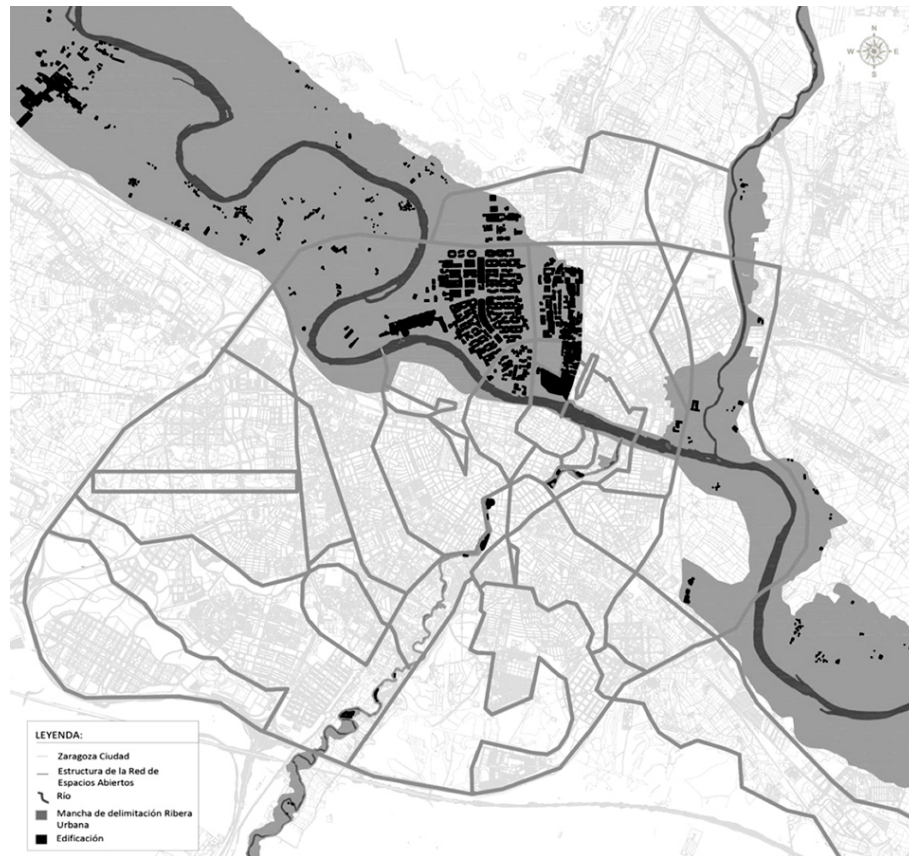 N
W E
S
LEYENDA:
Zaragoza Ciudad
Estructura de la Red de
Espacios Abiertos
Río
Mancha de delimitación Ribera
Urbana
Edificación